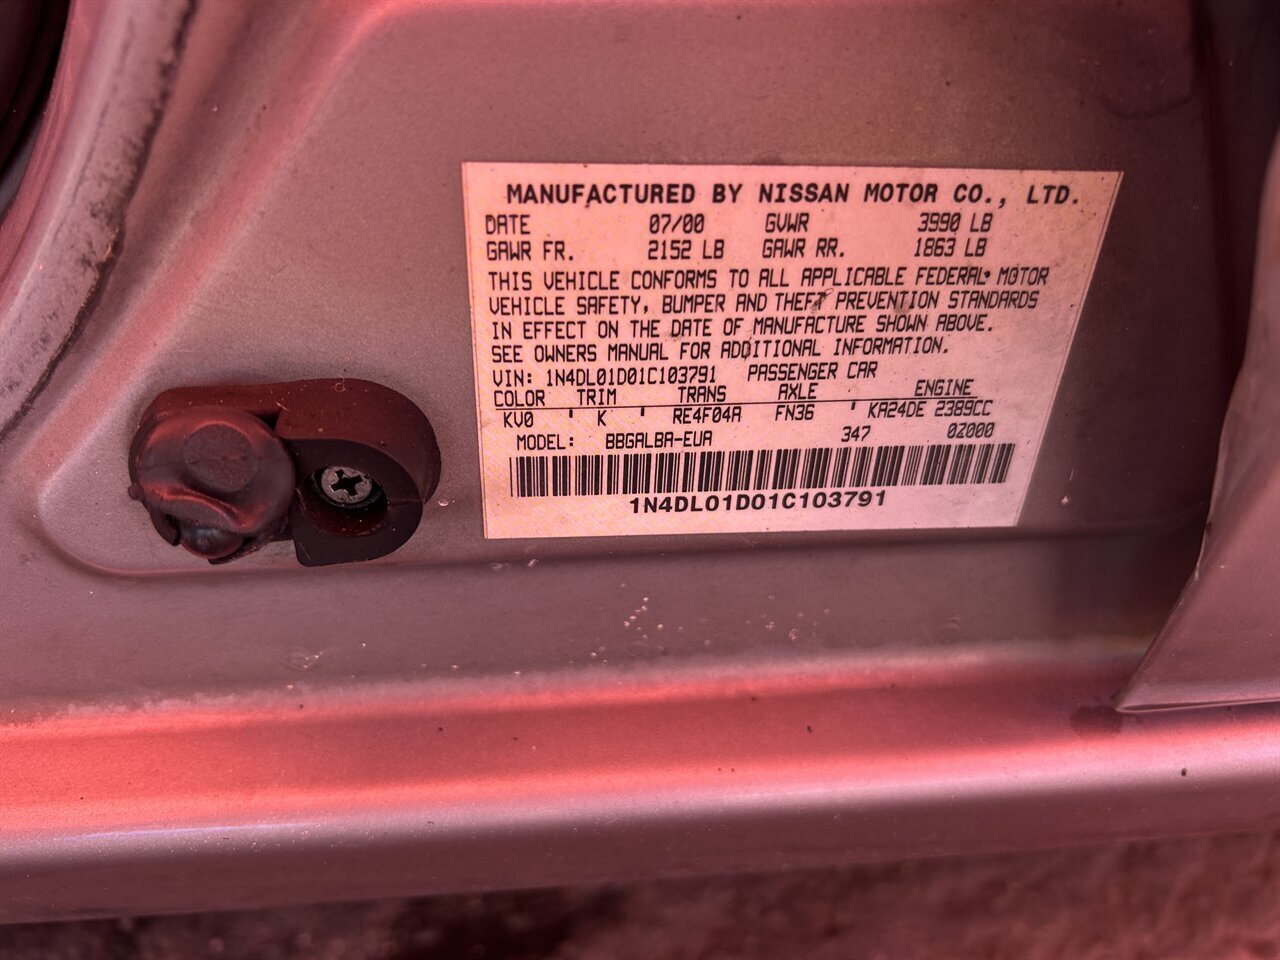 MANUFACTURED BY NISSAN MOTOR CO., LTD.
DATE 07/00 GVWR 3990 LB
GAWR FR. 2152 LB GAWR RR. 1863 LB
THIS VEHICLE CONFORMS TO ALL APPLICABLE FEDERAL MOTOR
VEHICLE SAFETY, BUMPER AND THEFT PREVENTION STANDARDS
IN EFFECT ON THE DATE OF MANUFACTURE SHOWN ABOVE.
SEE OWNERS MANUAL FOR ADDITIONAL INFORMATION.
VIN: 1N4DL01D01C103791 PASSENGER CAR
COLOR TRIM TRANS AXLE ENGINE
KV0 ' K ' RE4F04A FN36 ' KA24DE 2389CC
MODEL: BBGALBA-EUA 347 0Z000
1N4DL01D01C103791